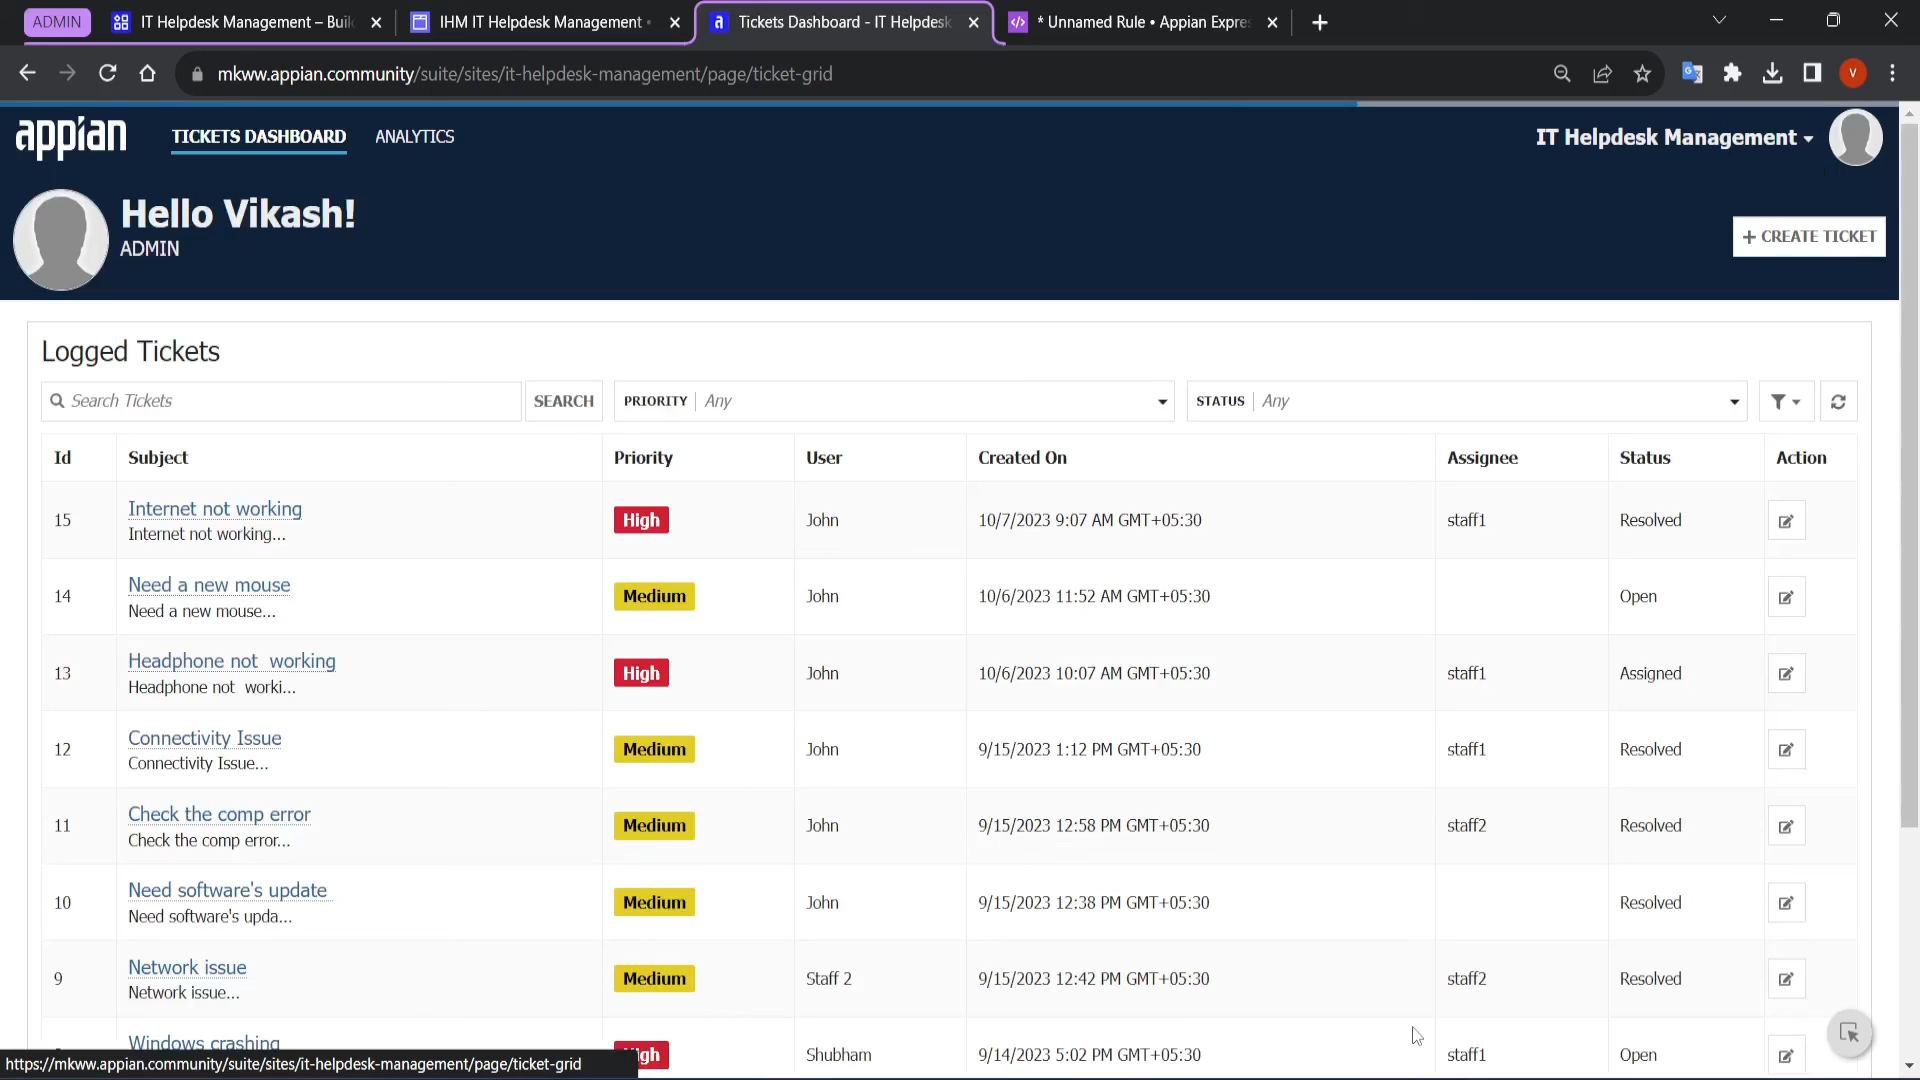 ADMIN IT Helpdesk Management – Buil IHM IT Helpdesk Management Tickets Dashboard - IT Helpdesk * Unnamed Rule • Appian Expre
mkww.appian.community/suite/sites/it-helpdesk-management/page/ticket-grid V
appian TICKETS DASHBOARD ANALYTICS IT Helpdesk Management
Hello Vikash!
ADMIN
+ CREATE TICKET
Logged Tickets
Search Tickets SEARCH PRIORITY Any STATUS Any
Id Subject Priority User Created On Assignee Status Action
15 Internet not working High John 10/7/2023 9:07 AM GMT+05:30 staff1 Resolved
Internet not working...
14 Need a new mouse Medium John 10/6/2023 11:52 AM GMT+05:30 Open
Need a new mouse...
13 Headphone not  working High John 10/6/2023 10:07 AM GMT+05:30 staff1 Assigned
Headphone not  worki...
12 Connectivity Issue Medium John 9/15/2023 1:12 PM GMT+05:30 staff1 Resolved
Connectivity Issue...
11 Check the comp error Medium John 9/15/2023 12:58 PM GMT+05:30 staff2 Resolved
Check the comp error...
10 Need software's update Medium John 9/15/2023 12:38 PM GMT+05:30 Resolved
Need software's upda...
9 Network issue Medium Staff 2 9/15/2023 12:42 PM GMT+05:30 staff2 Resolved
Network issue...
Windows crashing Shubham 9/14/2023 5:02 PM GMT+05:30 staff1 Open
https://mkww.appian.community/suite/sites/it-helpdesk-management/page/ticket-grid